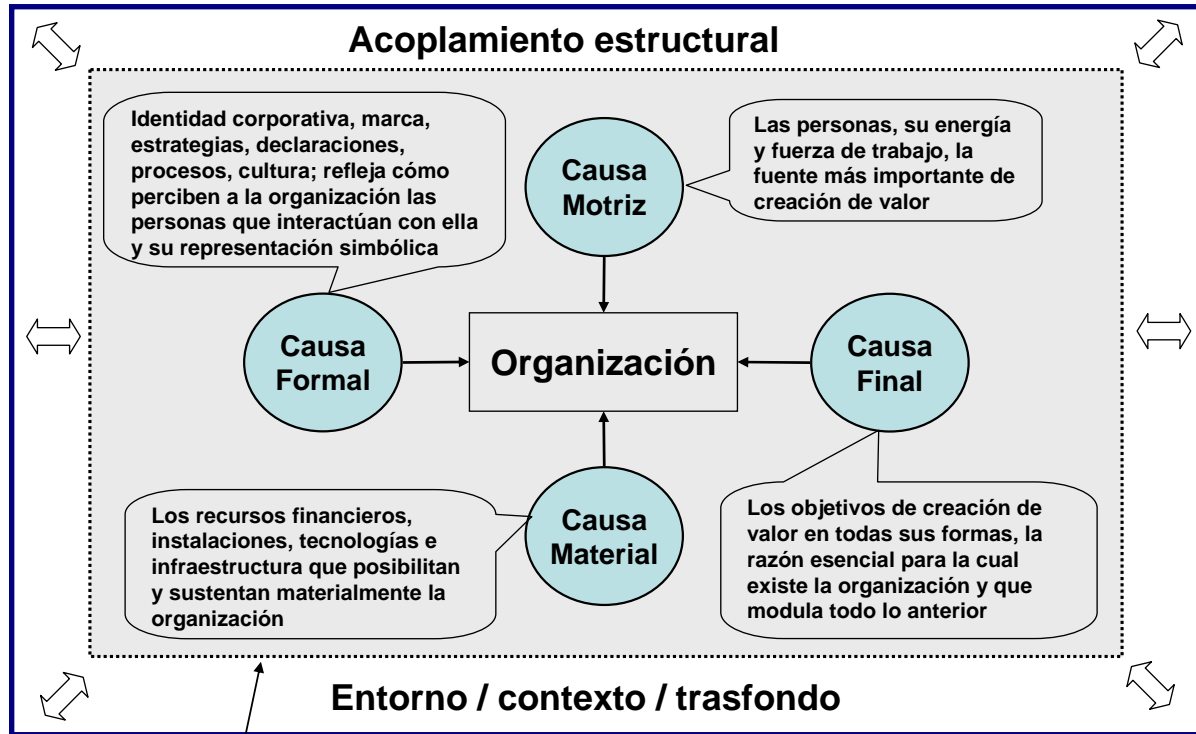 Acoplamiento estructural
Identidad corporativa, marca,
estrategias, declaraciones,
procesos, cultura; refleja cómo
perciben a la organización las
personas que interactúan con ella
y su representación simbólica
Causa
Motriz
Las personas, su energía
y fuerza de trabajo, la
fuente más importante de
creación de valor
Causa
Formal
Organización
Causa
Final
Los recursos financieros,
instalaciones, tecnologías e
infraestructura que posibilitan
y sustentan materialmente la
organización
Causa
Material
Los objetivos de creación de
valor en todas sus formas, la
razón esencial para la cual
existe la organización y que
modula todo lo anterior
Entorno / contexto / trasfondo